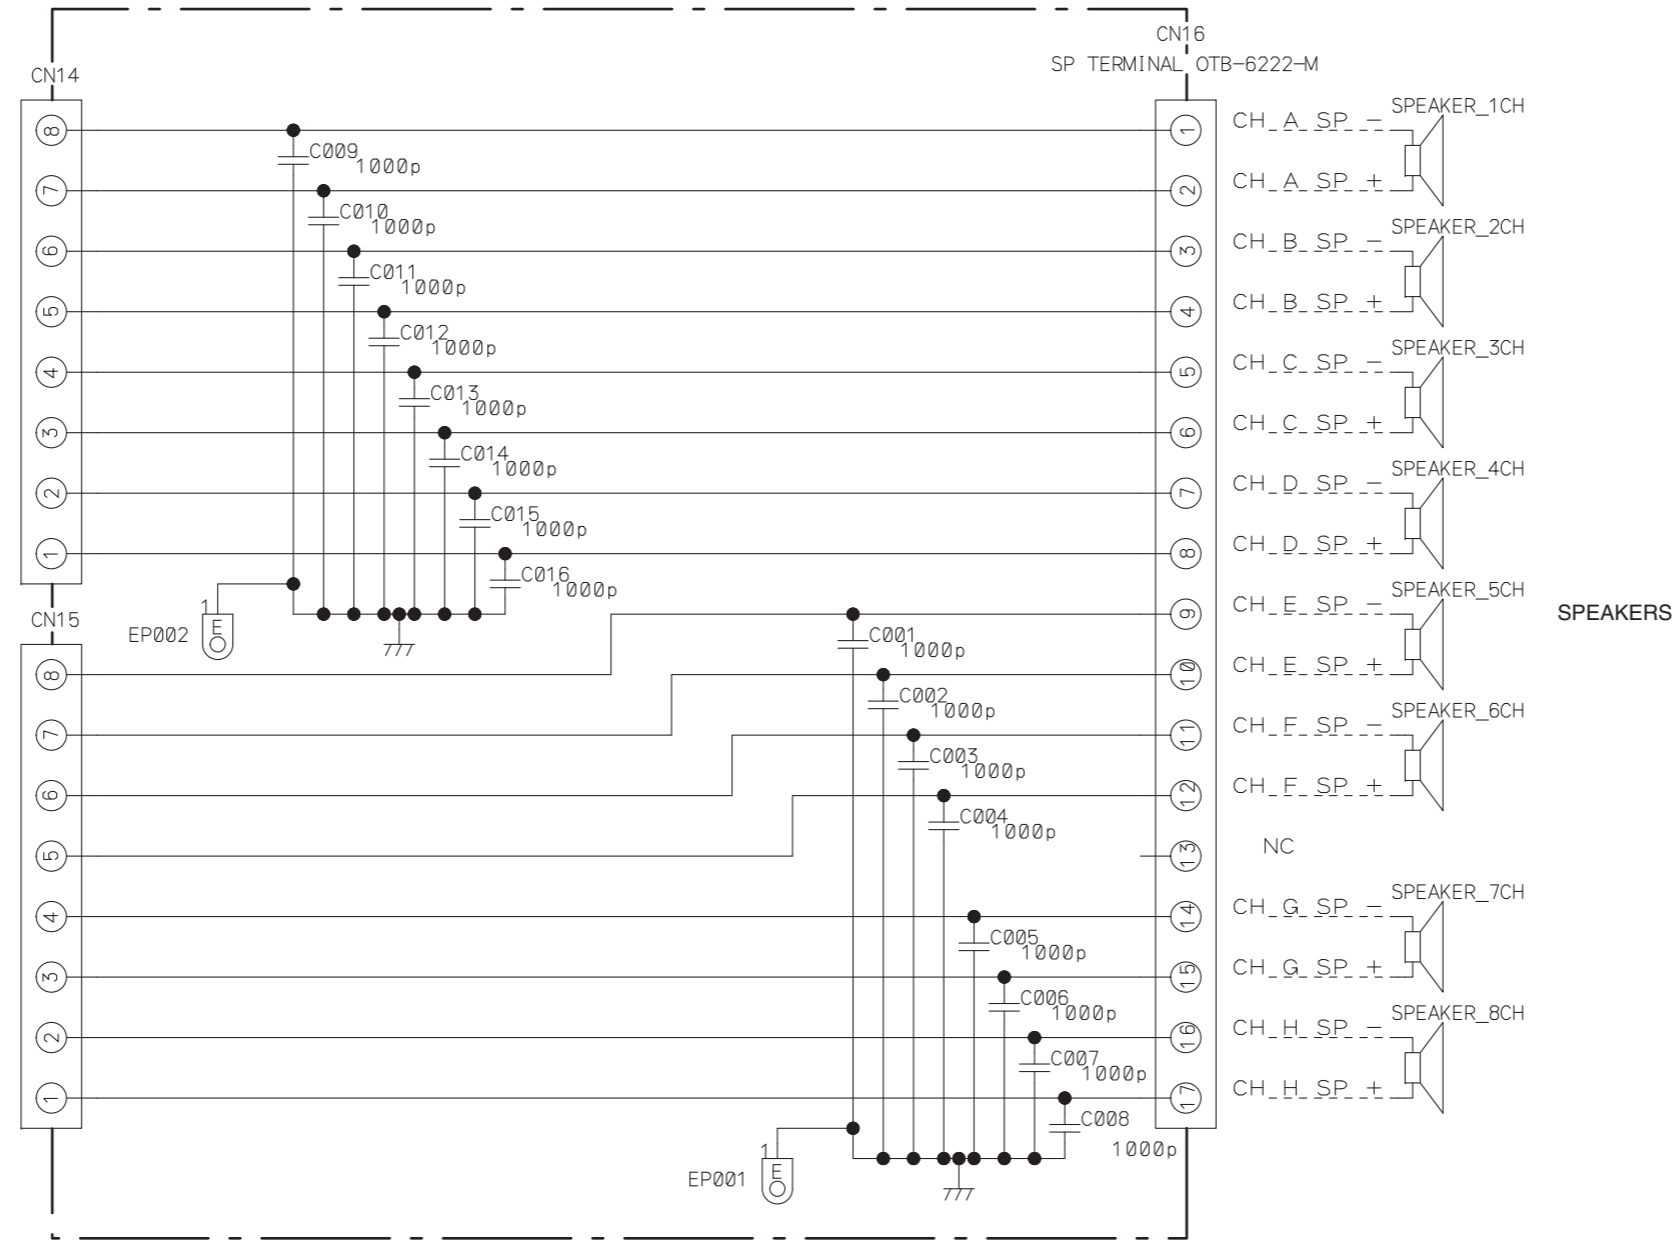 CN16
SP TERMINAL OTB-6222-M
CN14
8 1 CH_A_SP_- SPEAKER_1CH
C009 1000p
7 2 CH_A_SP_+
C010 1000p
6 3 CH_B_SP_- SPEAKER_2CH
C011 1000p
5 4 CH_B_SP_+
C012 1000p
4 5 CH_C_SP_- SPEAKER_3CH
C013 1000p
3 6 CH_C_SP_+
C014 1000p
2 7 CH_D_SP_- SPEAKER_4CH
C015 1000p
1 8 CH_D_SP_+
C016 1000p
1
E
EP002
CN15
9 CH_E_SP_- SPEAKER_5CH
SPEAKERS
C001 1000p
8 10 CH_E_SP_+
C002 1000p
7 11 CH_F_SP_- SPEAKER_6CH
C003 1000p
6 12 CH_F_SP_+
C004 1000p
5 13 NC
4 14 CH_G_SP_- SPEAKER_7CH
C005 1000p
3 15 CH_G_SP_+
C006 1000p
2 16 CH_H_SP_- SPEAKER_8CH
C007 1000p
1 17 CH_H_SP_+
C008 1000p
1
E
EP001